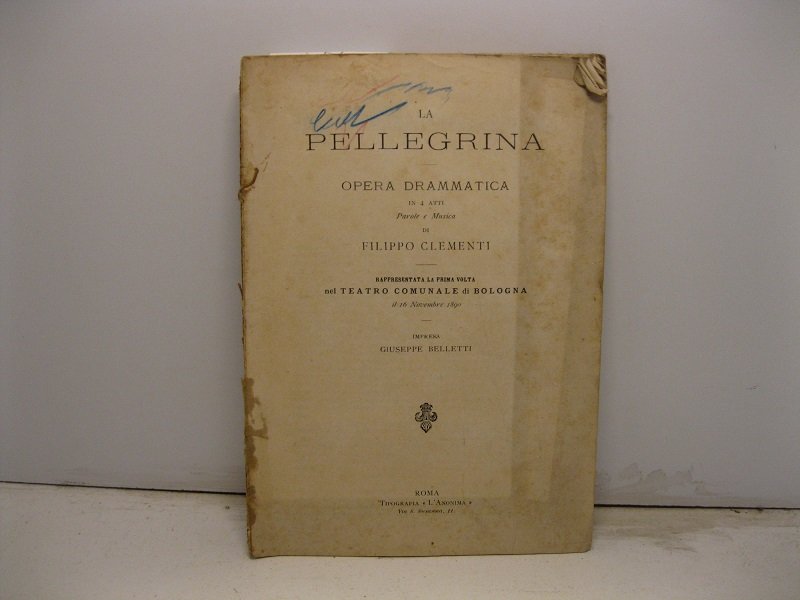 LA
PELLEGRINA
OPERA DRAMMATICA
IN 4 ATTI
Parole e Musica
DI
FILIPPO CLEMENTI
RAPPRESENTATA LA PRIMA VOLTA
nel TEATRO COMUNALE di BOLOGNA
il 16 Novembre 1890
IMPRESA
GIUSEPPE BELLETTI
ROMA
TIPOGRAFIA « L'ANONIMA »